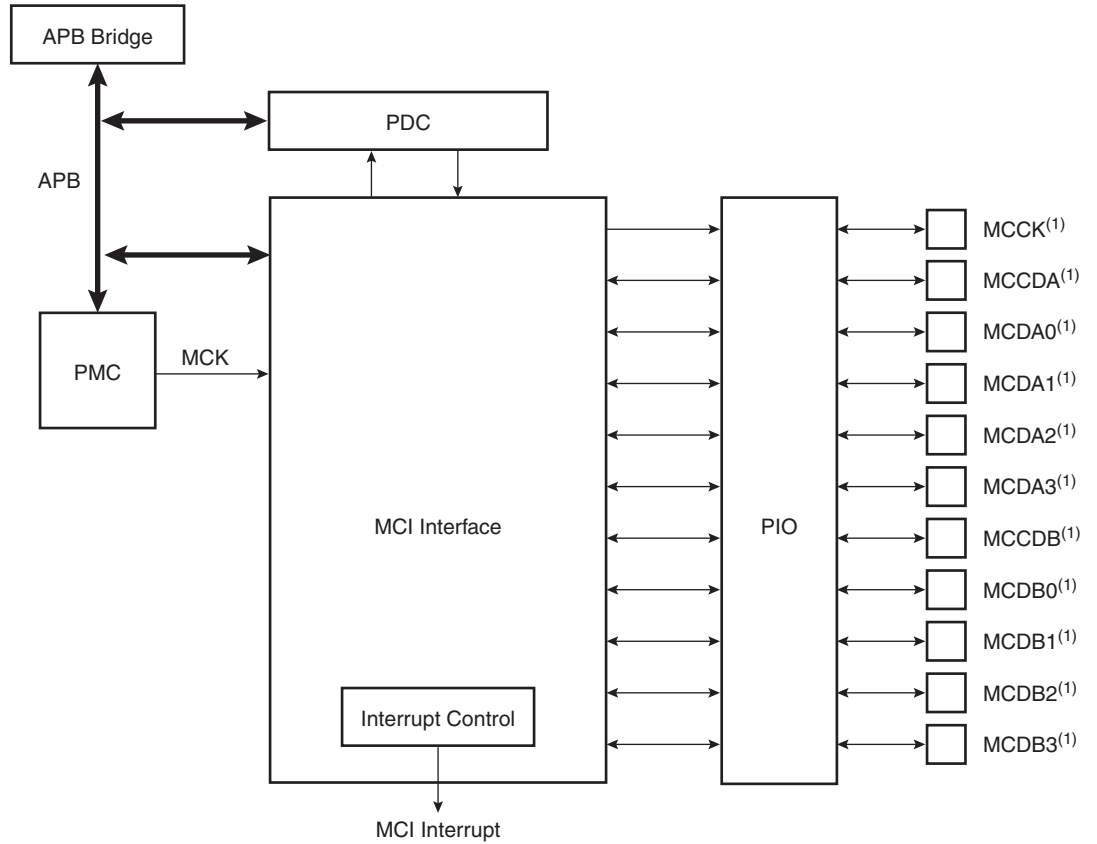 APB Bridge
PDC
APB
MCCK(1)
MCCDA(1)
MCDA0(1)
PMC
MCK
MCDA1(1)
MCDA2(1)
MCDA3(1)
MCI Interface
PIO
MCCDB(1)
MCDB0(1)
MCDB1(1)
MCDB2(1)
Interrupt Control
MCDB3(1)
MCI Interrupt